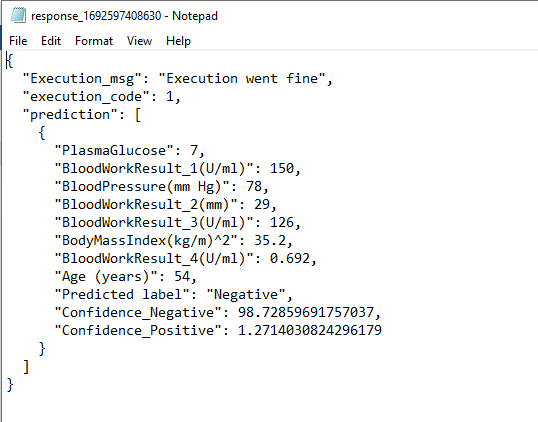 response_1692597408630 - Notepad
File Edit Format View Help
{
  "Execution_msg": "Execution went fine",
  "execution_code": 1,
  "prediction": [
    {
      "PlasmaGlucose": 7,
      "BloodWorkResult_1(U/ml)": 150,
      "BloodPressure(mm Hg)": 78,
      "BloodWorkResult_2(mm)": 29,
      "BloodWorkResult_3(U/ml)": 126,
      "BodyMassIndex(kg/m)^2": 35.2,
      "BloodWorkResult_4(U/ml)": 0.692,
      "Age (years)": 54,
      "Predicted label": "Negative",
      "Confidence_Negative": 98.72859691757037,
      "Confidence_Positive": 1.2714030824296179
    }
  ]
}